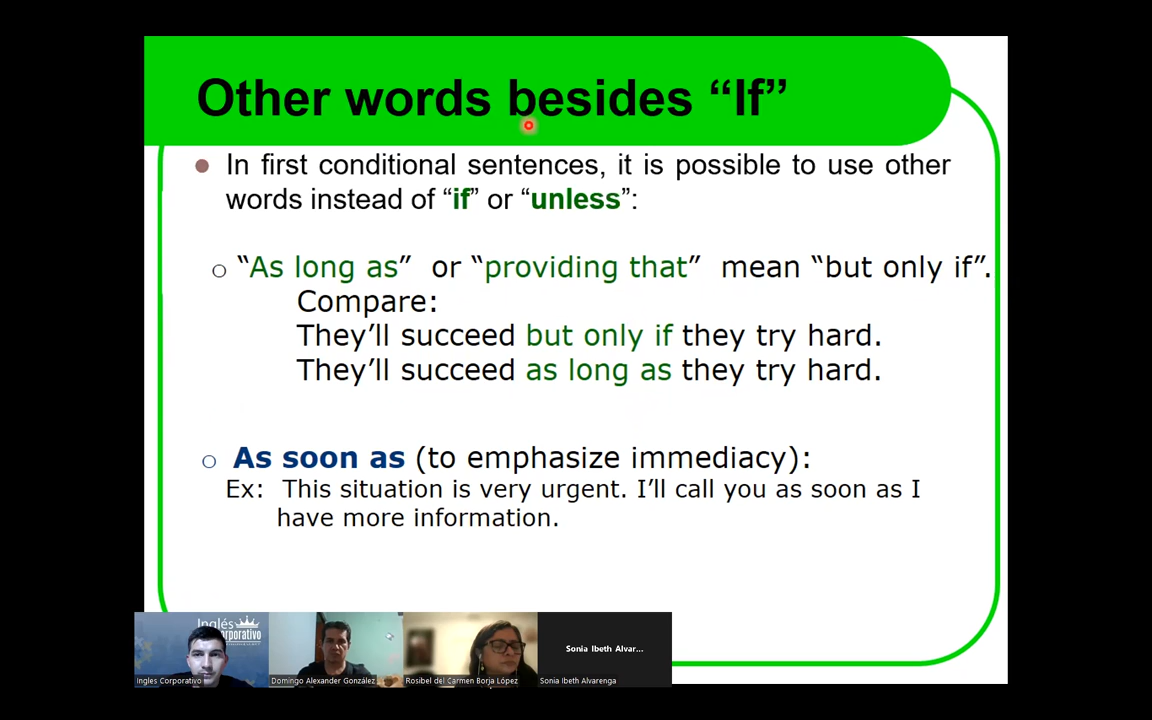 Other words besides “If”
In first conditional sentences, it is possible to use other
words instead of “if” or “unless”:
“As long as” or “providing that” mean “but only if”.
Compare:
They’ll succeed but only if they try hard.
They’ll succeed as long as they try hard.
As soon as (to emphasize immediacy):
Ex: This situation is very urgent. I’ll call you as soon as I
have more information.
Inglés
Corporativo
Sonia Ibeth Alvar...
Ingles Corporativo
Domingo Alexander González
Rosibel del Carmen Borja López
Sonia Ibeth Alvarenga